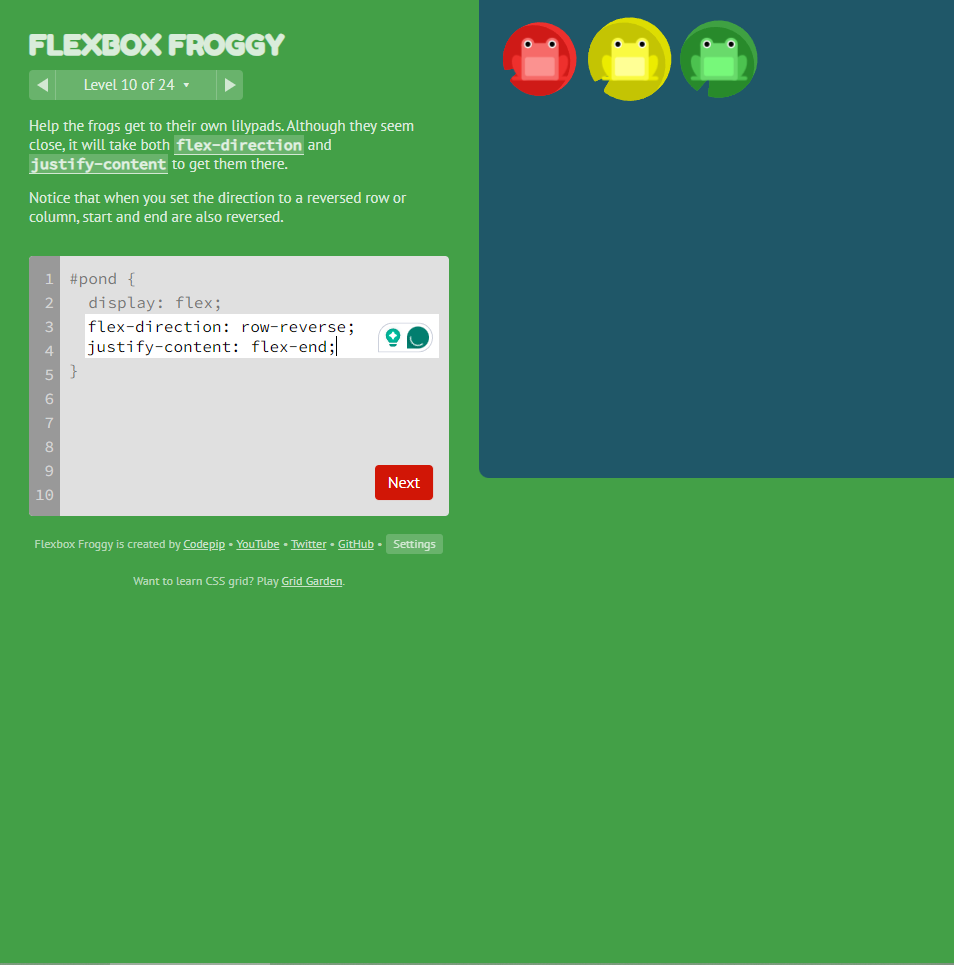 FLEXBOX FROGGY
Level 10 of 24
Help the frogs get to their own lilypads. Although they seem
close, it will take both flex-direction and
justify-content to get them there.
Notice that when you set the direction to a reversed row or
column, start and end are also reversed.
1 #pond {
2 display: flex;
3 flex-direction: row-reverse;
4 justify-content: flex-end;
5 }
6
7
8
9
10
Next
Flexbox Froggy is created by Codepip • YouTube • Twitter • GitHub • Settings
Want to learn CSS grid? Play Grid Garden.